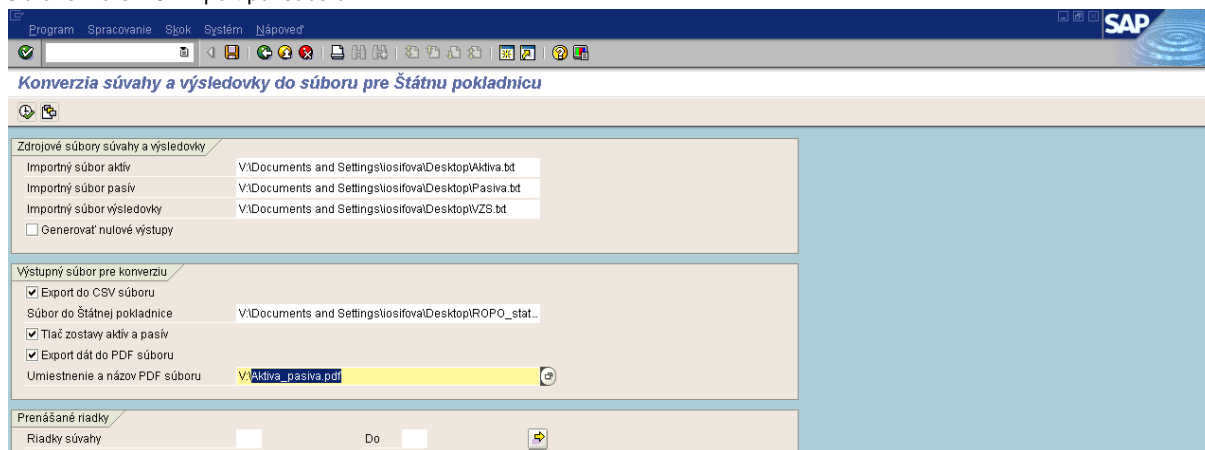 Program Spracovanie Skok Systém Nápoveď
SAP
Konverzia súvahy a výsledovky do súboru pre Štátnu pokladnicu
Zdrojové súbory súvahy a výsledovky
Importný súbor aktív V:\Documents and Settings\iosifova\Desktop\Aktiva.txt
Importný súbor pasív V:\Documents and Settings\iosifova\Desktop\Pasiva.txt
Importný súbor výsledovky V:\Documents and Settings\iosifova\Desktop\VZS.txt
Generovať nulové výstupy
Výstupný súbor pre konverziu
Export do CSV súboru
Súbor do Štátnej pokladnice V:\Documents and Settings\iosifova\Desktop\ROPO_stat...
Tlač zostavy aktív a pasív
Export dát do PDF súboru
Umiestnenie a názov PDF súboru V:\Aktiva_pasiva.pdf
Prenášané riadky
Riadky súvahy Do